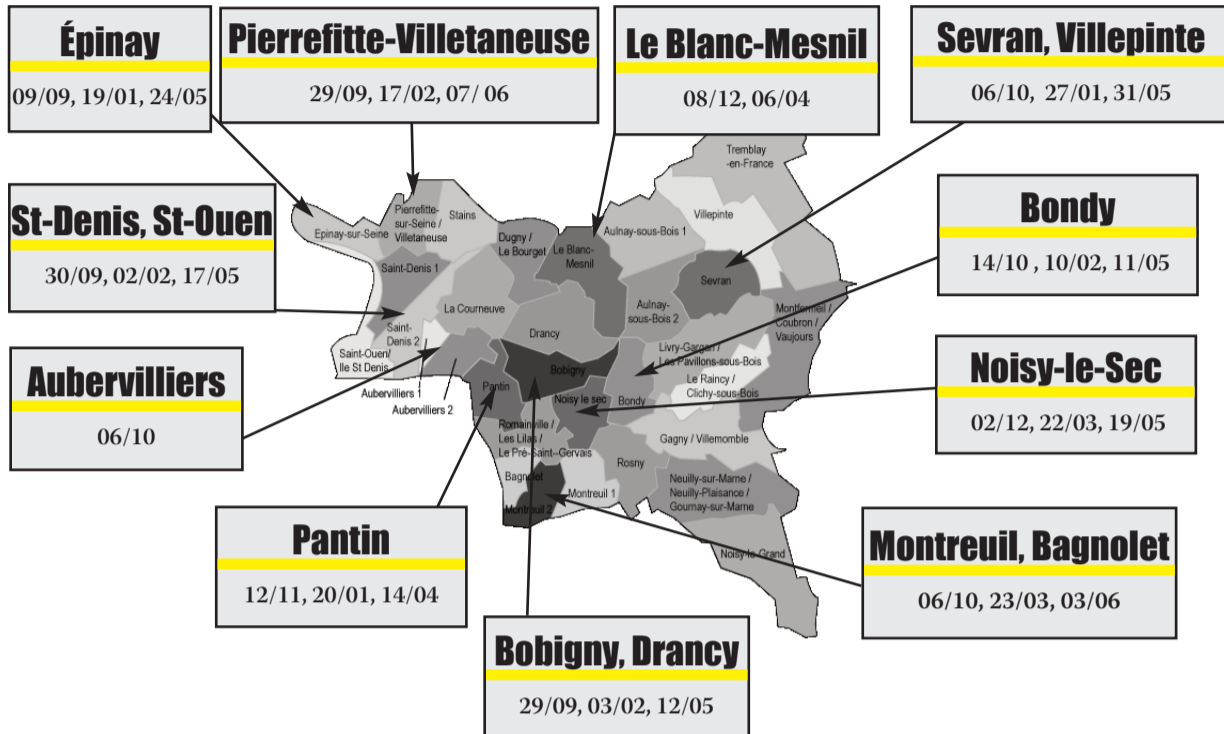 Épinay
09/09, 19/01, 24/05
Pierrefitte-Villetaneuse
29/09, 17/02, 07/ 06
Le Blanc-Mesnil
08/12, 06/04
Sevran, Villepinte
06/10, 27/01, 31/05
St-Denis, St-Ouen
30/09, 02/02, 17/05
Bondy
14/10 , 10/02, 11/05
Aubervilliers
06/10
Noisy-le-Sec
02/12, 22/03, 19/05
Pantin
12/11, 20/01, 14/04
Montreuil, Bagnolet
06/10, 23/03, 03/06
Bobigny, Drancy
29/09, 03/02, 12/05
Tremblay
-en-France
Villepinte
Epinay-sur-Seine
Pierrefitte-
sur-Seine /
Villetaneuse
Stains
Dugny /
Le Bourget
Le Blanc-
Mesnil
Aulnay-sous-Bois 1
Sevran
Saint-Denis 1
La Courneuve
Drancy
Aulnay-
sous-Bois 2
Montfermeil /
Coubron /
Vaujours
Saint-
Denis 2
Saint-Ouen/
Ile St Denis
Aubervilliers 1
Aubervilliers 2
Bobigny
Livry-Gargan /
Les Pavillons-sous-Bois
Le Raincy /
Clichy-sous-Bois
Pantin
Noisy le sec
Bondy
Romainville /
Les Lilas /
Le Pré-Saint--Gervais
Gagny / Villemomble
Rosny
Bagnolet
Montreuil 1
Montreuil 2
Neuilly-sur-Marne /
Neuilly-Plaisance /
Gournay-sur-Marne
Noisy-le-Grand